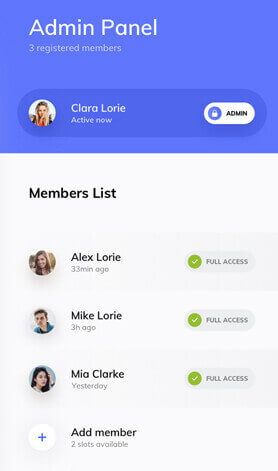 Admin Panel
3 registered members
Clara Lorie
Active now
ADMIN
Members List
Alex Lorie
33min ago
FULL ACCESS
Mike Lorie
3h ago
FULL ACCESS
Mia Clarke
Yesterday
FULL ACCESS
Add member
2 slots available